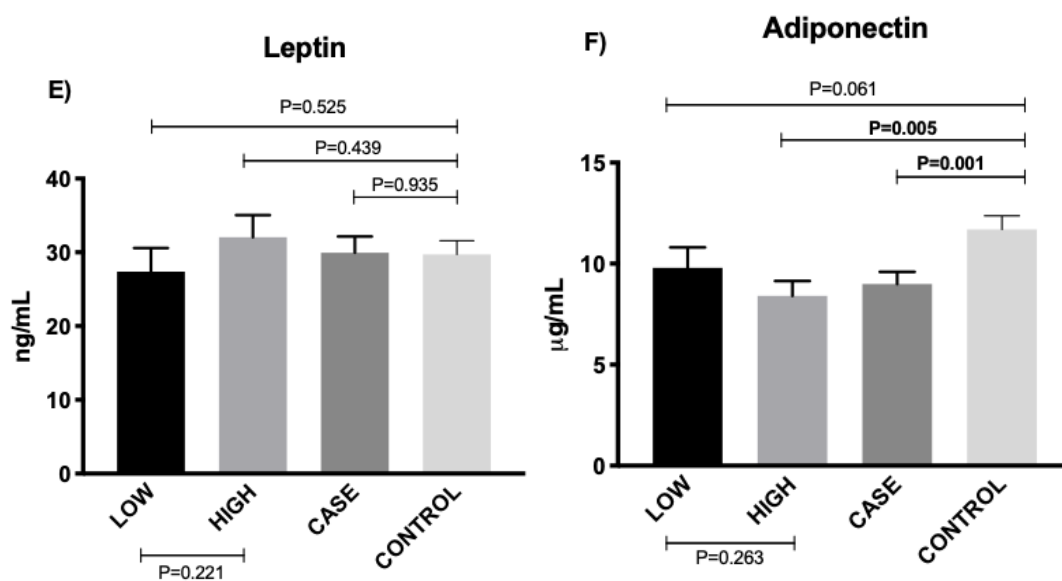 Leptin
E)
P=0.525
P=0.439
P=0.935
40
30
20
10
0
ng/mL
LOW
HIGH
CASE
CONTROL
P=0.221
Adiponectin
F)
P=0.061
P=0.005
P=0.001
15
10
5
0
µg/mL
LOW
HIGH
CASE
CONTROL
P=0.263